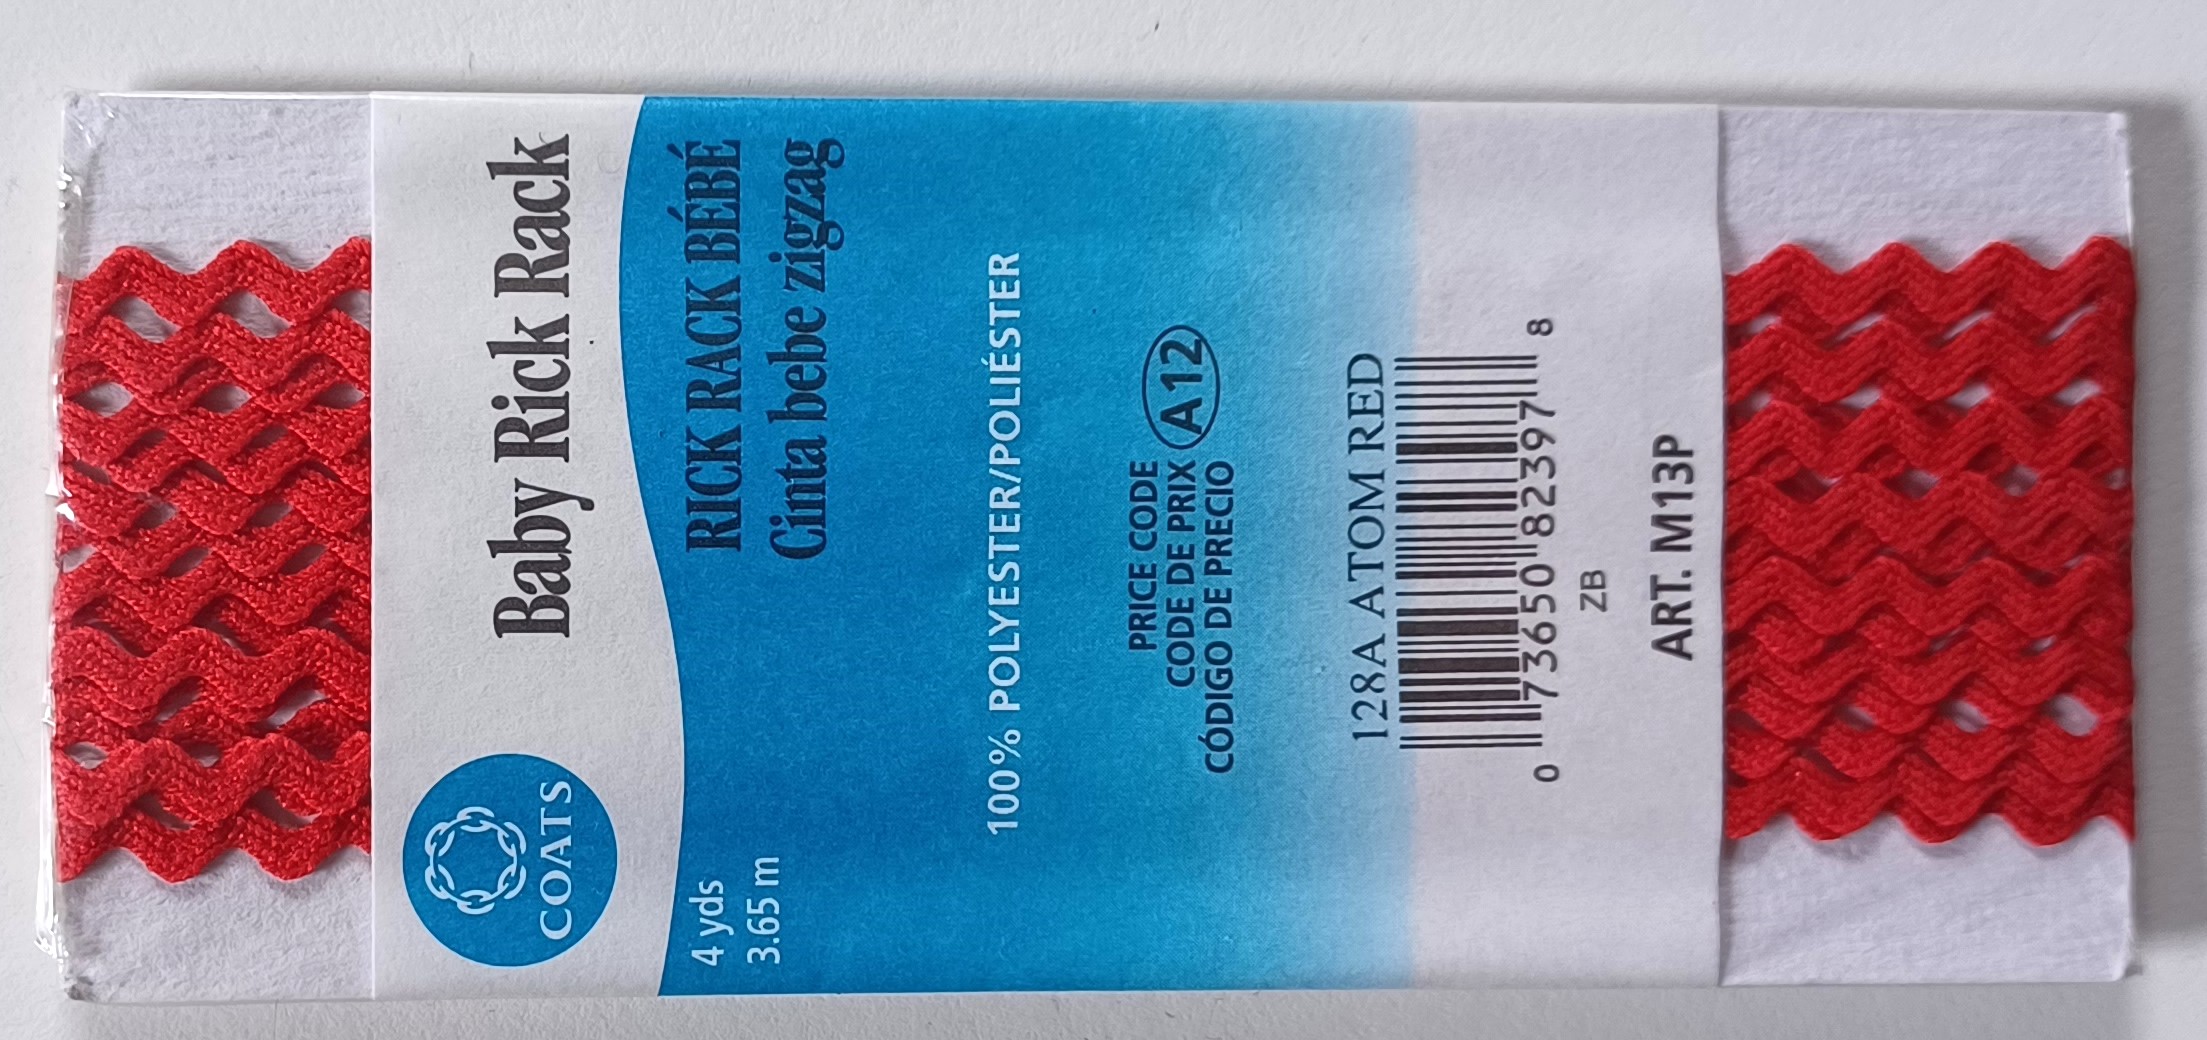 Baby Rick Rack
COATS
RICK RACK BÉBÉ
Cinta bebe zigzag
4 yds
3.65 m
100% POLYESTER/POLIÉSTER
PRICE CODE
CODE DE PRIX
CÓDIGO DE PRECIO
A12
128A ATOM RED
0 73650 82397 8
ZB
ART. M13P